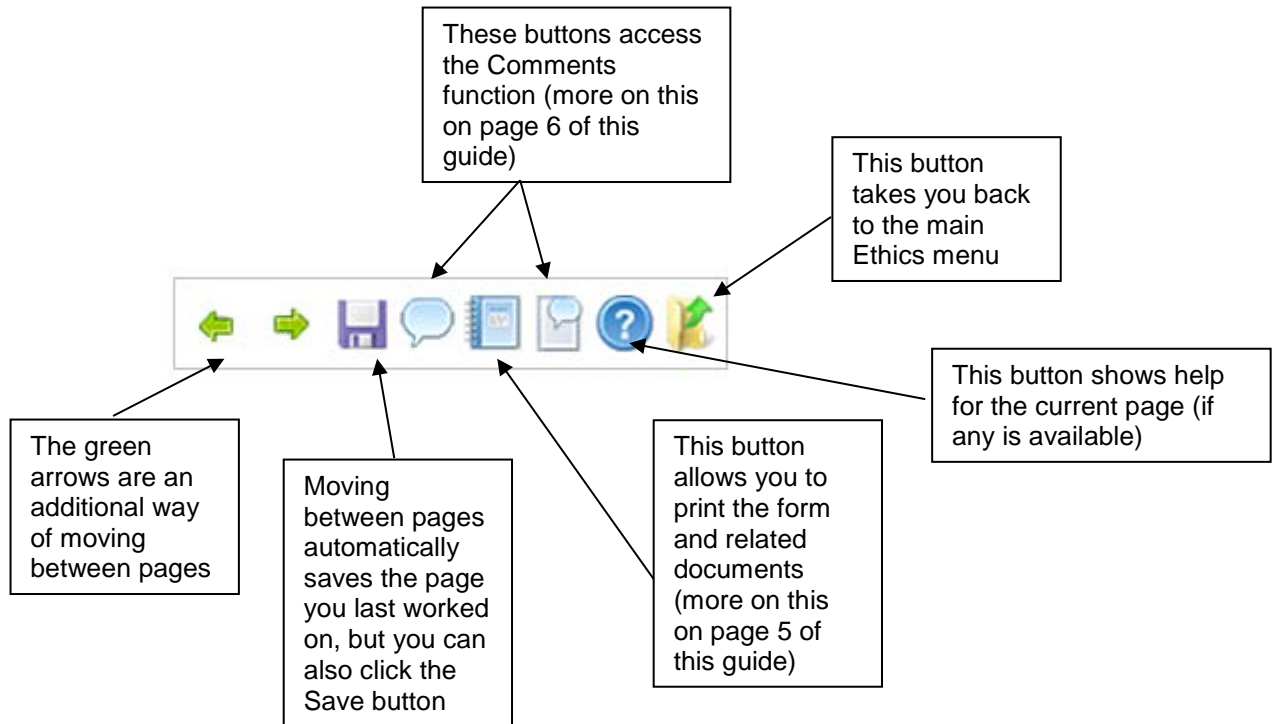 These buttons access
the Comments
function (more on this
on page 6 of this
guide)
This button
takes you back
to the main
Ethics menu
This button shows help
for the current page (if
any is available)
The green
arrows are an
additional way
of moving
between pages
Moving
between pages
automatically
saves the page
you last worked
on, but you can
also click the
Save button
This button
allows you to
print the form
and related
documents
(more on this
on page 5 of
this guide)
?